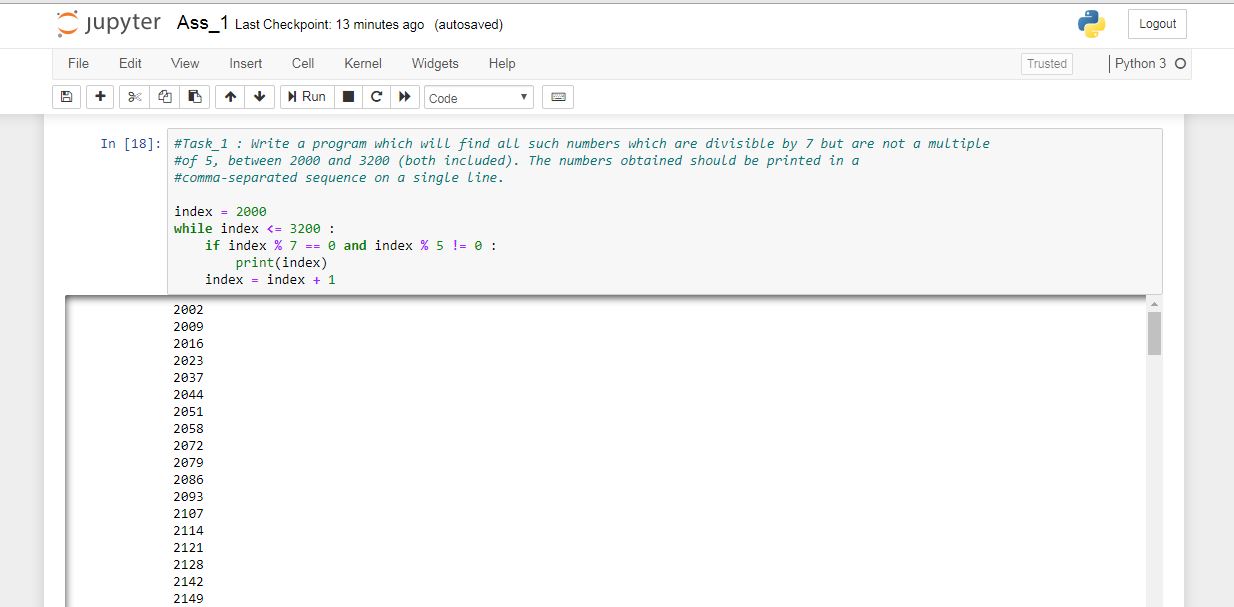 jupyter Ass_1 Last Checkpoint: 13 minutes ago (autosaved)
Logout
File Edit View Insert Cell Kernel Widgets Help
Trusted
Python 3
Run
Code
In [18]:
#Task_1 : Write a program which will find all such numbers which are divisible by 7 but are not a multiple
#of 5, between 2000 and 3200 (both included). The numbers obtained should be printed in a
#comma-separated sequence on a single line.
index = 2000
while index <= 3200 :
    if index % 7 == 0 and index % 5 != 0 :
        print(index)
    index = index + 1
2002
2009
2016
2023
2037
2044
2051
2058
2072
2079
2086
2093
2107
2114
2121
2128
2142
2149